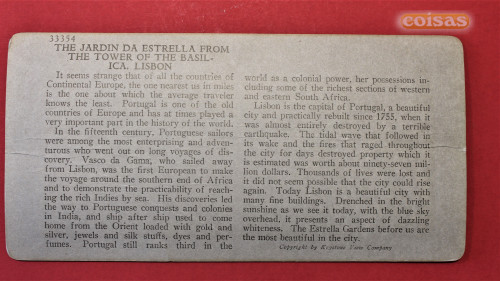 eoisas
33354
THE JARDIN DA ESTRELLA FROM
THE TOWER OF THE BASIL-
ICA. LISBON
It seems strange that of all the countries of
Continental Europe, the one nearest us in miles
is the one about which the average traveler
knows the least. Portugal is one of the old
countries of Europe and has at times played a
very important part in the history of the world.
In the fifteenth century, Portuguese sailors
were among the most enterprising and adven-
turous who went out on long voyages of dis-
covery. Vasco da Gama, who sailed away
from Lisbon, was the first European to make
the voyage around the southern end of Africa
and to demonstrate the practicability of reach-
ing the rich Indies by sea. His discoveries led
the way to Portuguese conquests and colonies
in India, and ship after ship used to come
home from the Orient loaded with gold and
silver, jewels and silk stuffs, dyes and per-
fumes. Portugal still ranks third in the
world as a colonial power, her possessions in-
cluding some of the richest sections of western
and eastern South Africa.
Lisbon is the capital of Portugal, a beautiful
city and practically rebuilt since 1755, when it
was almost entirely destroyed by a terrible
earthquake. The tidal wave that followed in
its wake and the fires that raged throughout
the city for days destroyed property which it
is estimated was worth about ninety-seven mil-
lion dollars. Thousands of lives were lost and
it did not seem possible that the city could rise
again. Today Lisbon is a beautiful city with
many fine buildings. Drenched in the bright
sunshine as we see it today, with the blue sky
overhead, it presents an aspect of dazzling
whiteness. The Estrella Gardens before us are
the most beautiful in the city.
Copyright by Keystone View Company